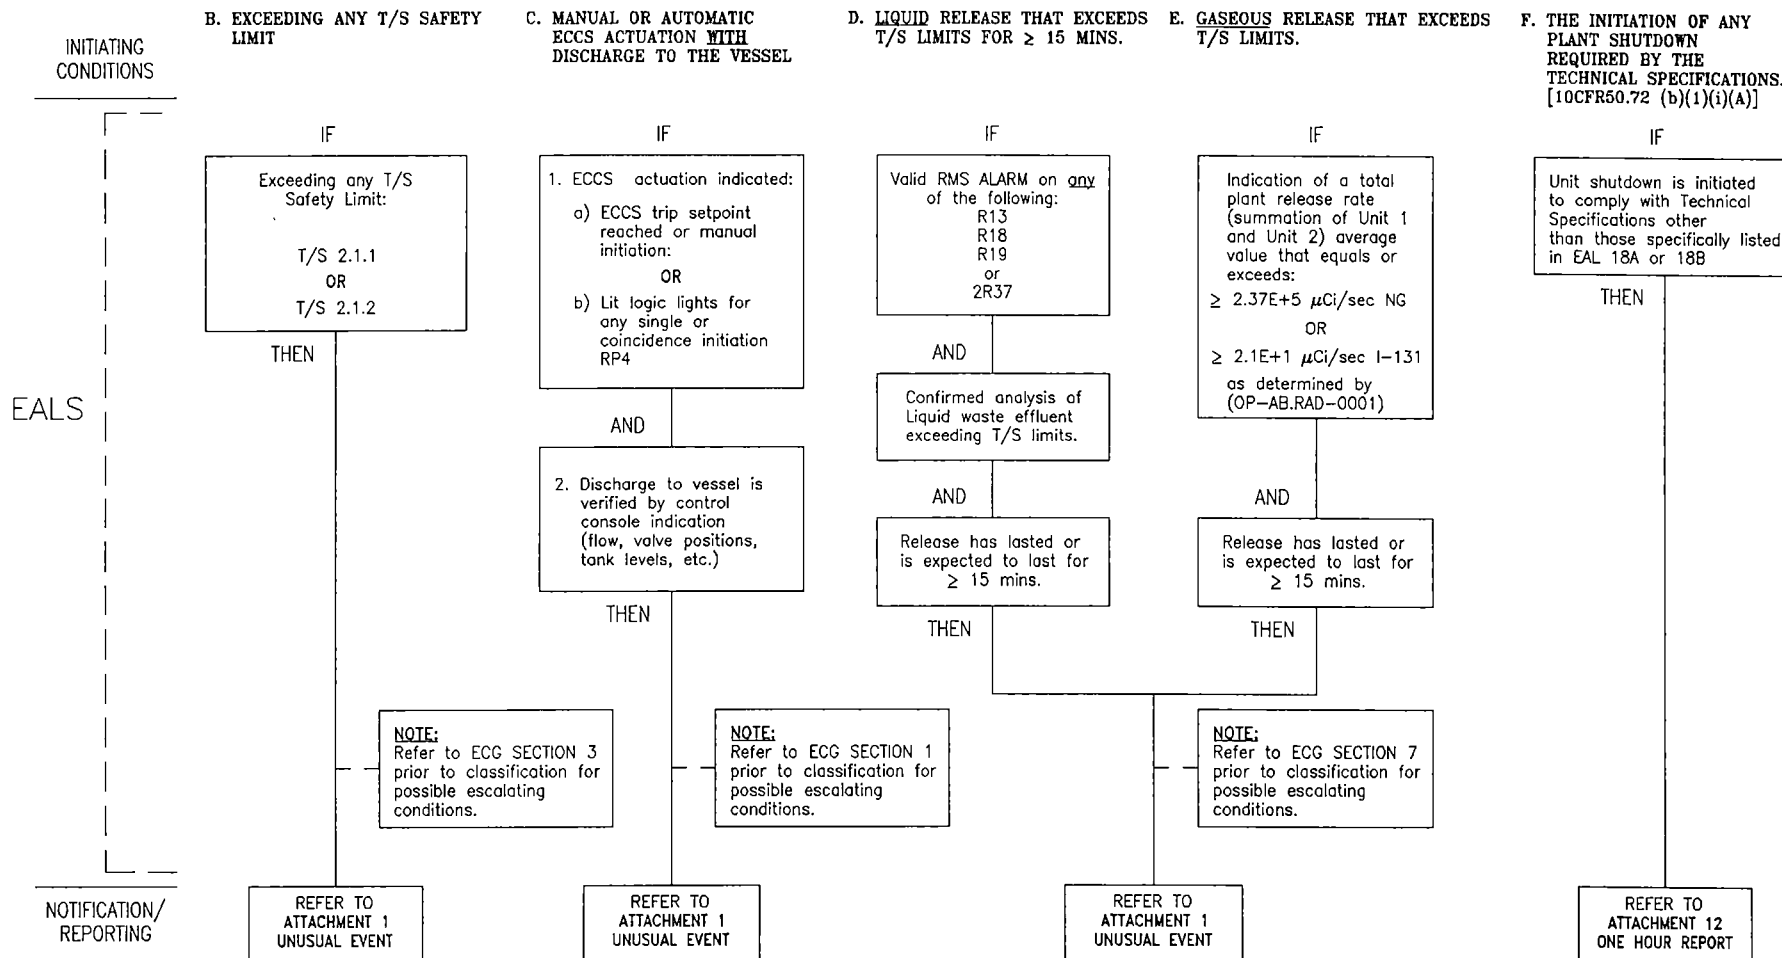 INITIATING
CONDITIONS
B. EXCEEDING ANY T/S SAFETY
LIMIT
C. MANUAL OR AUTOMATIC
ECCS ACTUATION WITH
DISCHARGE TO THE VESSEL
D. LIQUID RELEASE THAT EXCEEDS
T/S LIMITS FOR ≥ 15 MINS.
E. GASEOUS RELEASE THAT EXCEEDS
T/S LIMITS.
F. THE INITIATION OF ANY
PLANT SHUTDOWN
REQUIRED BY THE
TECHNICAL SPECIFICATIONS.
[10CFR50.72 (b)(1)(i)(A)]
EALS
IF
Exceeding any T/S
Safety Limit:
T/S 2.1.1
OR
T/S 2.1.2
THEN
NOTE:
Refer to ECG SECTION 3
prior to classification for
possible escalating
conditions.
IF
1. ECCS actuation indicated:
a) ECCS trip setpoint
reached or manual
initiation:
OR
b) Lit logic lights for
any single or
coincidence initiation
RP4
AND
2. Discharge to vessel is
verified by control
console indication
(flow, valve positions,
tank levels, etc.)
THEN
NOTE:
Refer to ECG SECTION 1
prior to classification for
possible escalating
conditions.
IF
Valid RMS ALARM on any
of the following:
R13
R18
R19
or
2R37
AND
Confirmed analysis of
Liquid waste effluent
exceeding T/S limits.
AND
Release has lasted or
is expected to last for
≥ 15 mins.
THEN
IF
Indication of a total
plant release rate
(summation of Unit 1
and Unit 2) average
value that equals or
exceeds:
≥ 2.37E+5 μCi/sec NG
OR
≥ 2.1E+1 μCi/sec I-131
as determined by
(OP-AB.RAD-0001)
AND
Release has lasted or
is expected to last for
≥ 15 mins.
THEN
NOTE:
Refer to ECG SECTION 7
prior to classification for
possible escalating
conditions.
IF
Unit shutdown is initiated
to comply with Technical
Specifications other
than those specifically listed
in EAL 18A or 18B
THEN
NOTIFICATION/
REPORTING
REFER TO
ATTACHMENT 1
UNUSUAL EVENT
REFER TO
ATTACHMENT 1
UNUSUAL EVENT
REFER TO
ATTACHMENT 1
UNUSUAL EVENT
REFER TO
ATTACHMENT 12
ONE HOUR REPORT